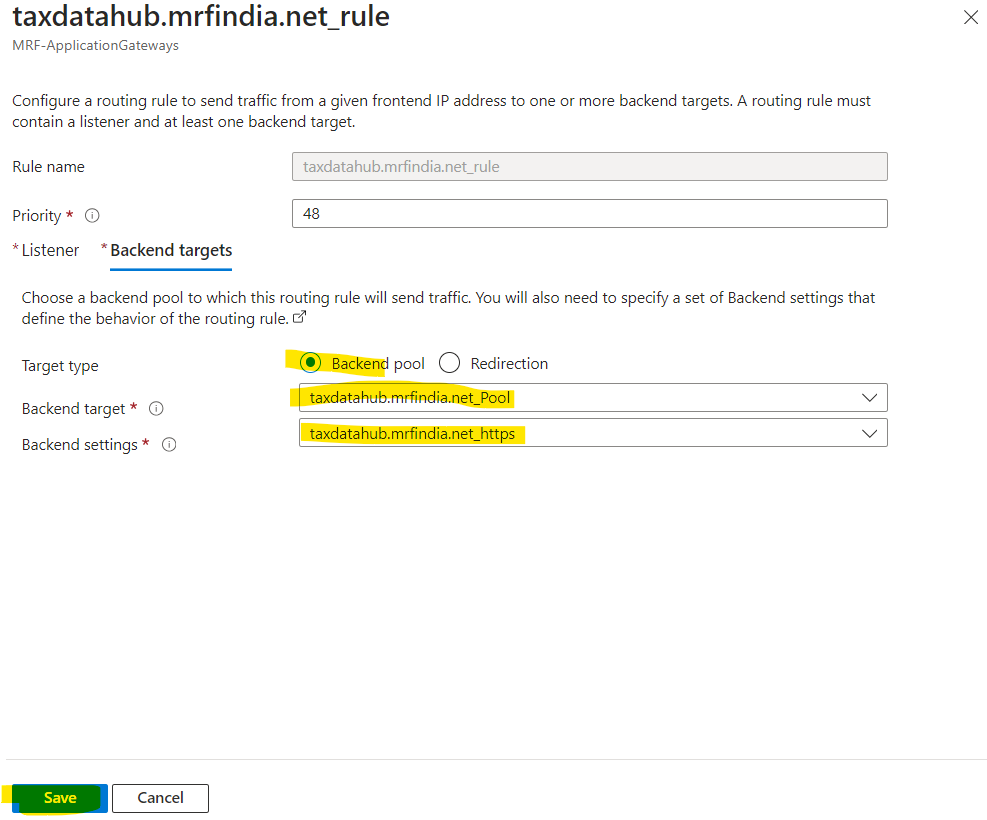 taxdatahub.mrfindia.net_rule
MRF-ApplicationGateways
Configure a routing rule to send traffic from a given frontend IP address to one or more backend targets. A routing rule must
contain a listener and at least one backend target.
Rule name
taxdatahub.mrfindia.net_rule
Priority *
48
* Listener * Backend targets
Choose a backend pool to which this routing rule will send traffic. You will also need to specify a set of Backend settings that
define the behavior of the routing rule.
Target type
Backend pool Redirection
Backend target *
taxdatahub.mrfindia.net_Pool
Backend settings *
taxdatahub.mrfindia.net_https
Save Cancel